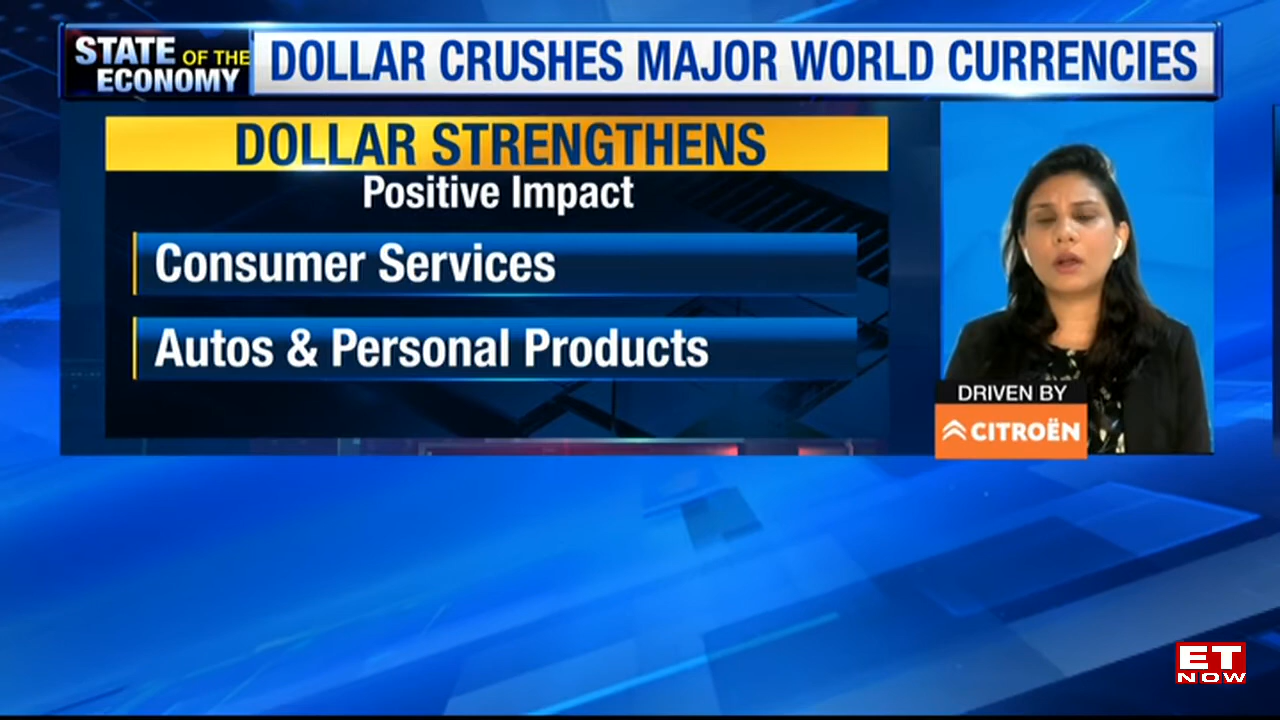 STATE OF THE
ECONOMY
DOLLAR CRUSHES MAJOR WORLD CURRENCIES
DOLLAR STRENGTHENS
Positive Impact
Consumer Services
Autos & Personal Products
DRIVEN BY
CITROËN
ET
NOW